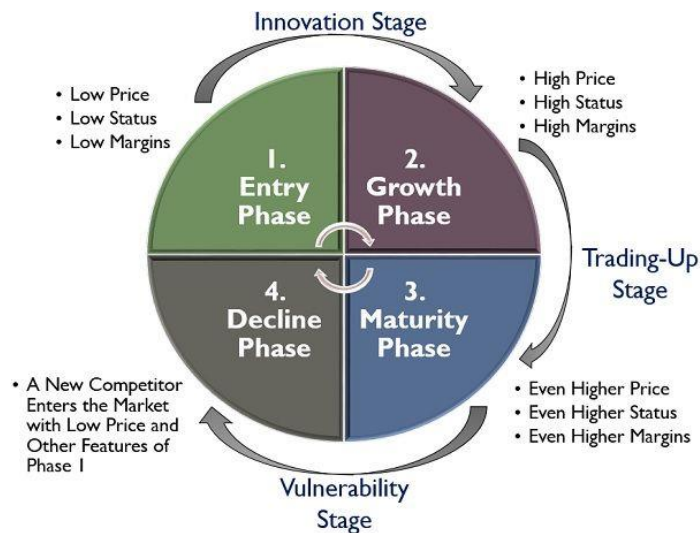 Innovation Stage
• Low Price
• Low Status
• Low Margins
• High Price
• High Status
• High Margins
1.
Entry
Phase
2.
Growth
Phase
Trading-Up
Stage
4.
Decline
Phase
3.
Maturity
Phase
• A New Competitor
Enters the Market
with Low Price and
Other Features of
Phase 1
• Even Higher Price
• Even Higher Status
• Even Higher Margins
Vulnerability
Stage